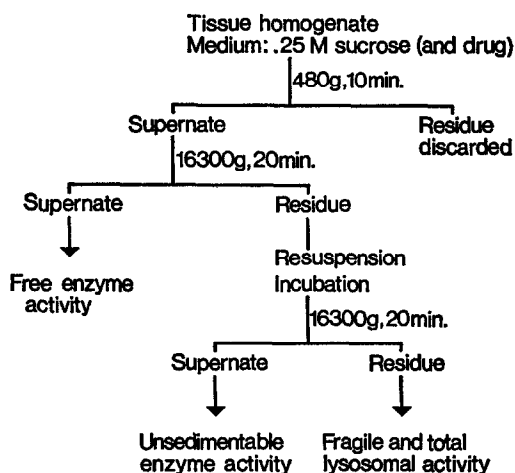 Tissue homogenate
Medium: .25 M sucrose (and drug)
480g, 10min.
Supernate
Residue
discarded
16300g, 20min.
Supernate
Residue
Free enzyme
activity
Resuspension
Incubation
16300g, 20min.
Supernate
Residue
Unsedimentable
enzyme activity
Fragile and total
lysosomal activity